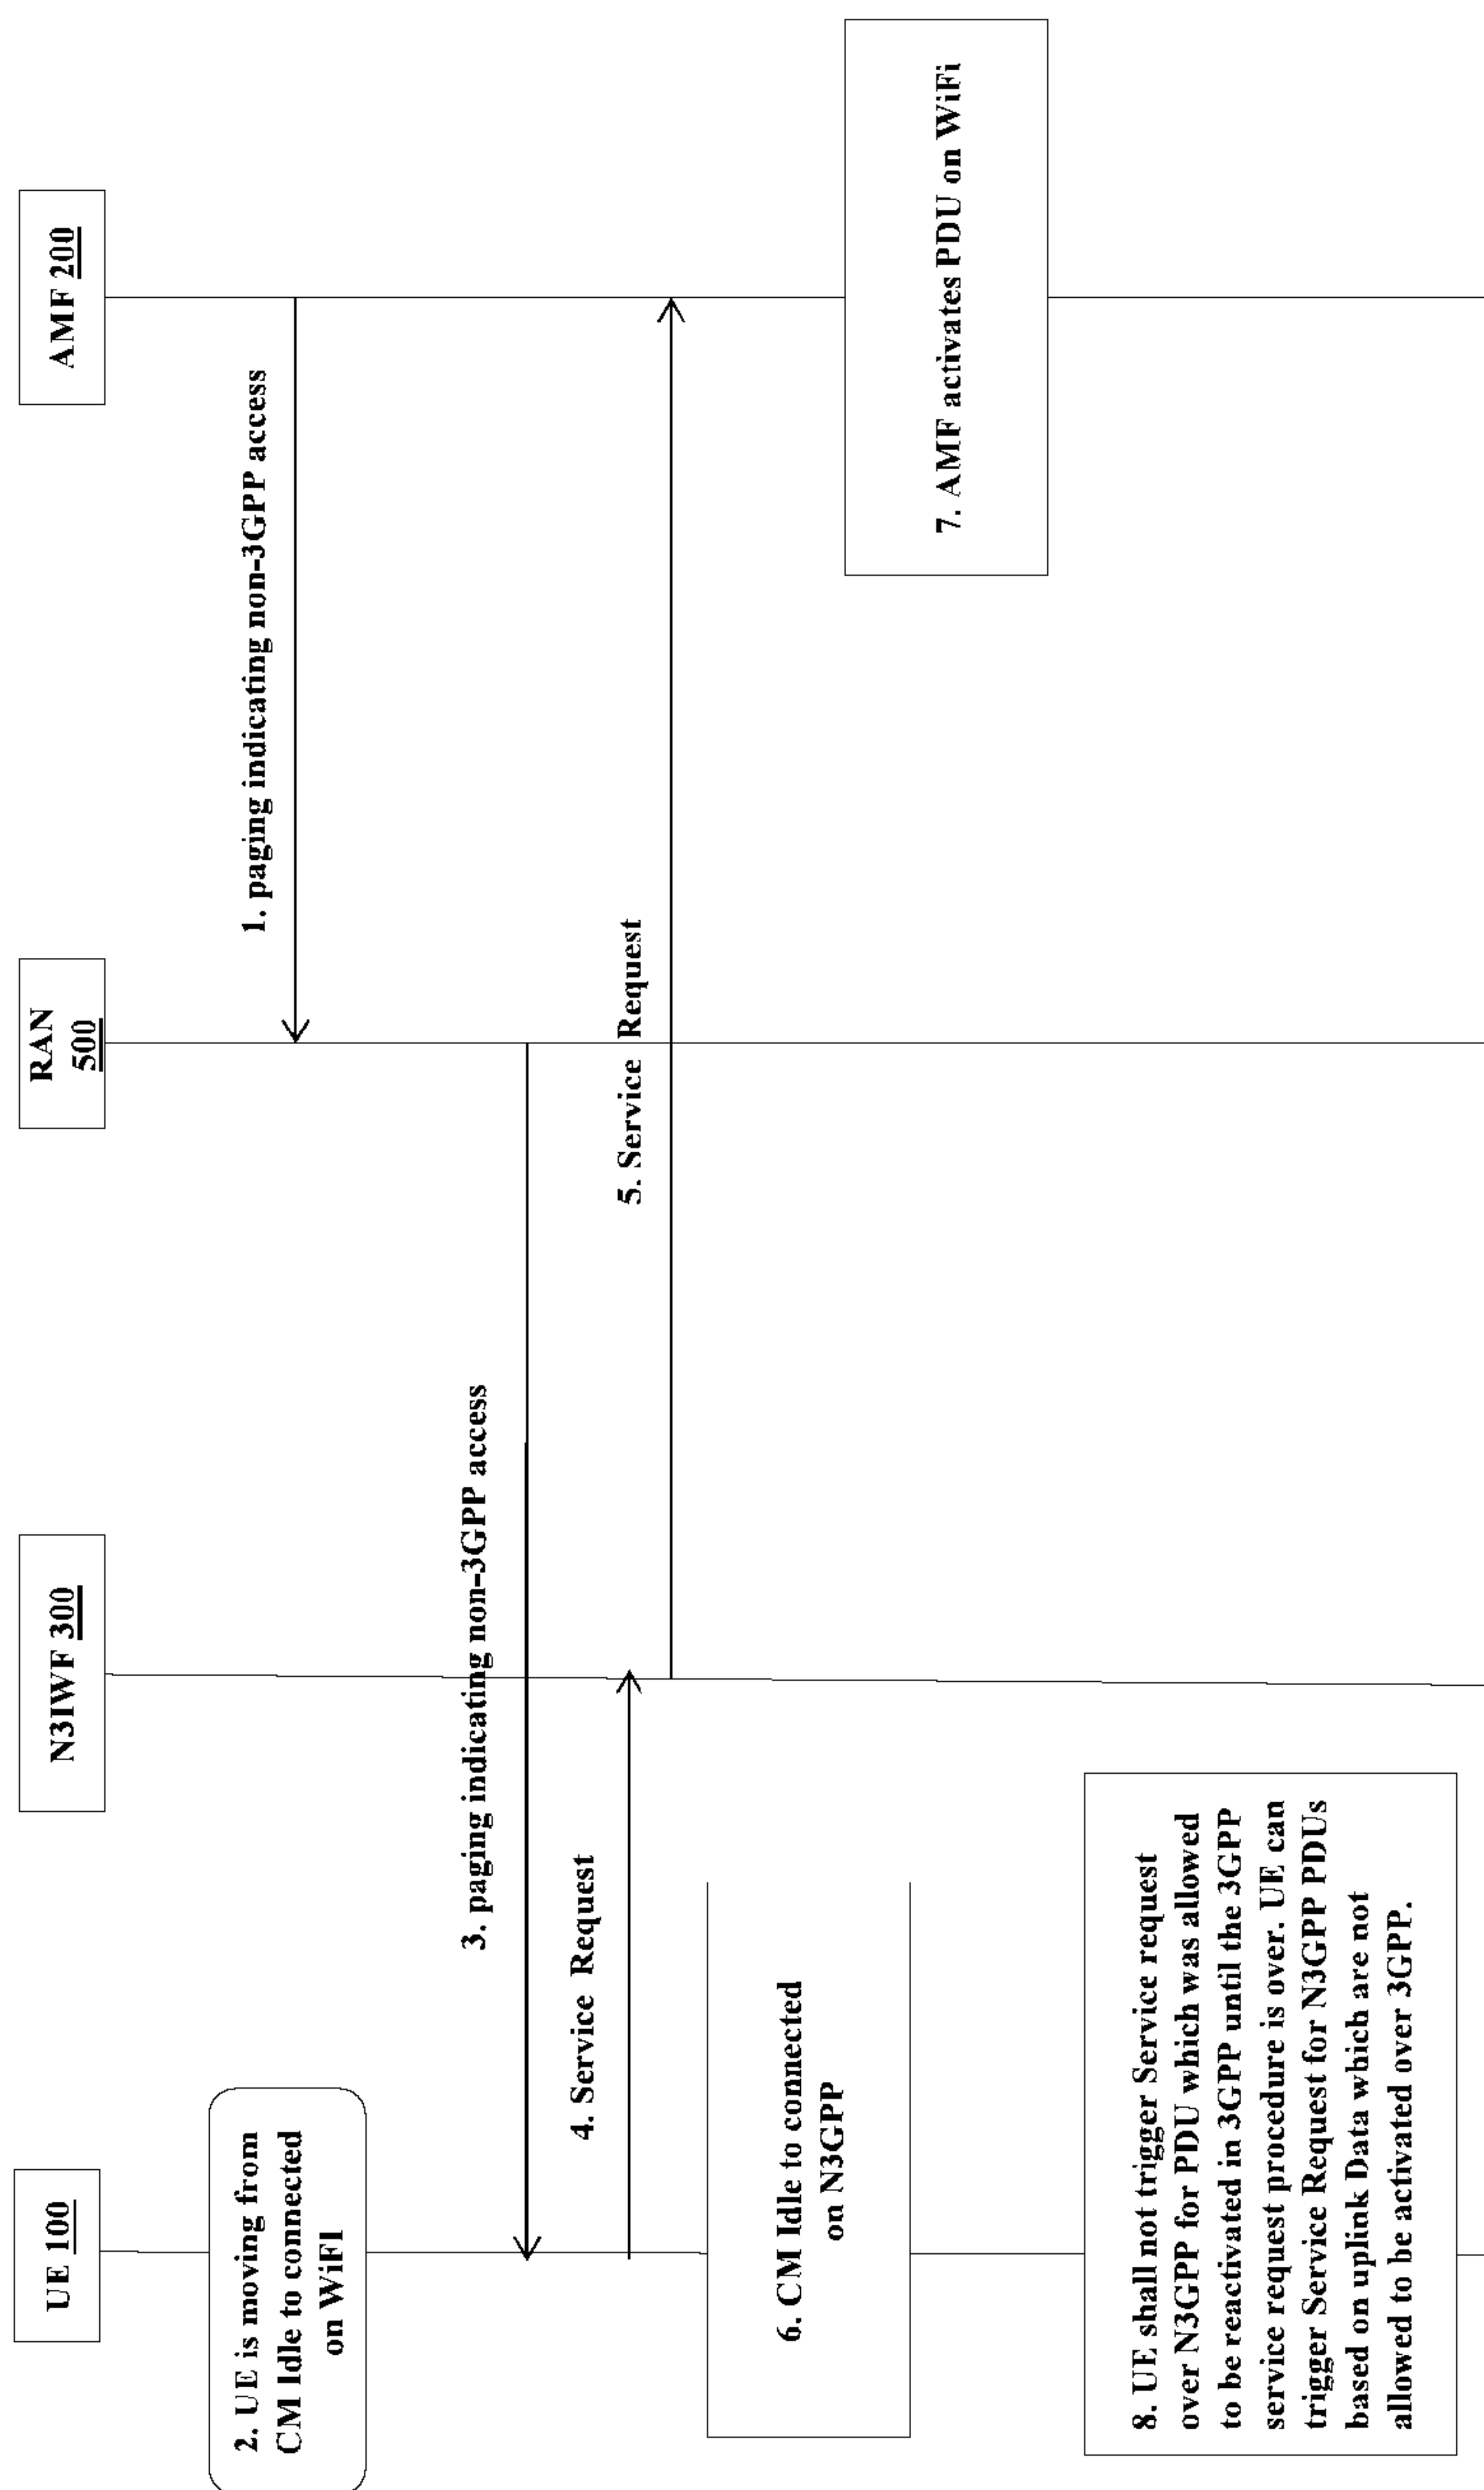 UE 100
N3IWF 300
RAN
500
AMF 200
1. paging indicating non-3GPP access
2. UE is moving from
CM Idle to connected
on WiFI
3. paging indicating non-3GPP access
4. Service Request
5. Service Request
6. CM Idle to connected
on N3GPP
7. AMF activates PDU on WiFi
8. UE shall not trigger Service request
over N3GPP for PDU which was allowed
to be reactivated in 3GPP until the 3GPP
service request procedure is over. UE can
trigger Service Request for N3GPP PDUs
based on uplink Data which are not
allowed to be activated over 3GPP.